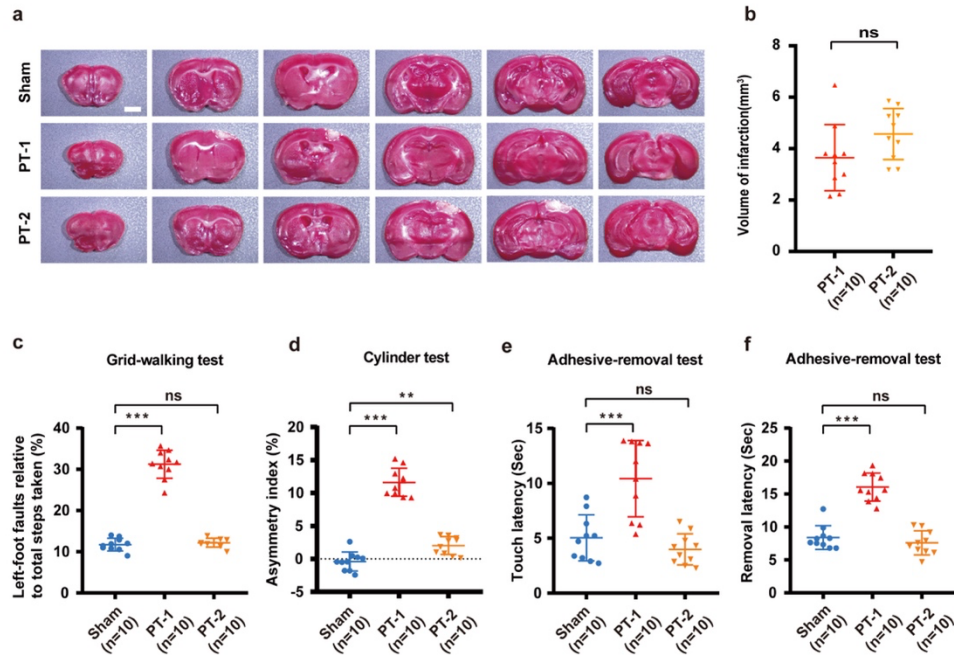 a
Sham
PT-1
PT-2
b
ns
Volume of infarction(mm³)
8
6
4
2
0
PT-1
(n=10)
PT-2
(n=10)
c
Grid-walking test
ns
***
Left-foot faults relative
to total steps taken (%)
50
40
30
20
10
0
Sham
(n=10)
PT-1
(n=10)
PT-2
(n=10)
d
Cylinder test
**
***
Asymmetry index (%)
20
15
10
5
0
-5
Sham
(n=10)
PT-1
(n=10)
PT-2
(n=10)
e
Adhesive-removal test
ns
***
Touch latency (Sec)
15
10
5
0
Sham
(n=10)
PT-1
(n=10)
PT-2
(n=10)
f
Adhesive-removal test
ns
***
Removal latency (Sec)
25
20
15
10
5
0
Sham
(n=10)
PT-1
(n=10)
PT-2
(n=10)